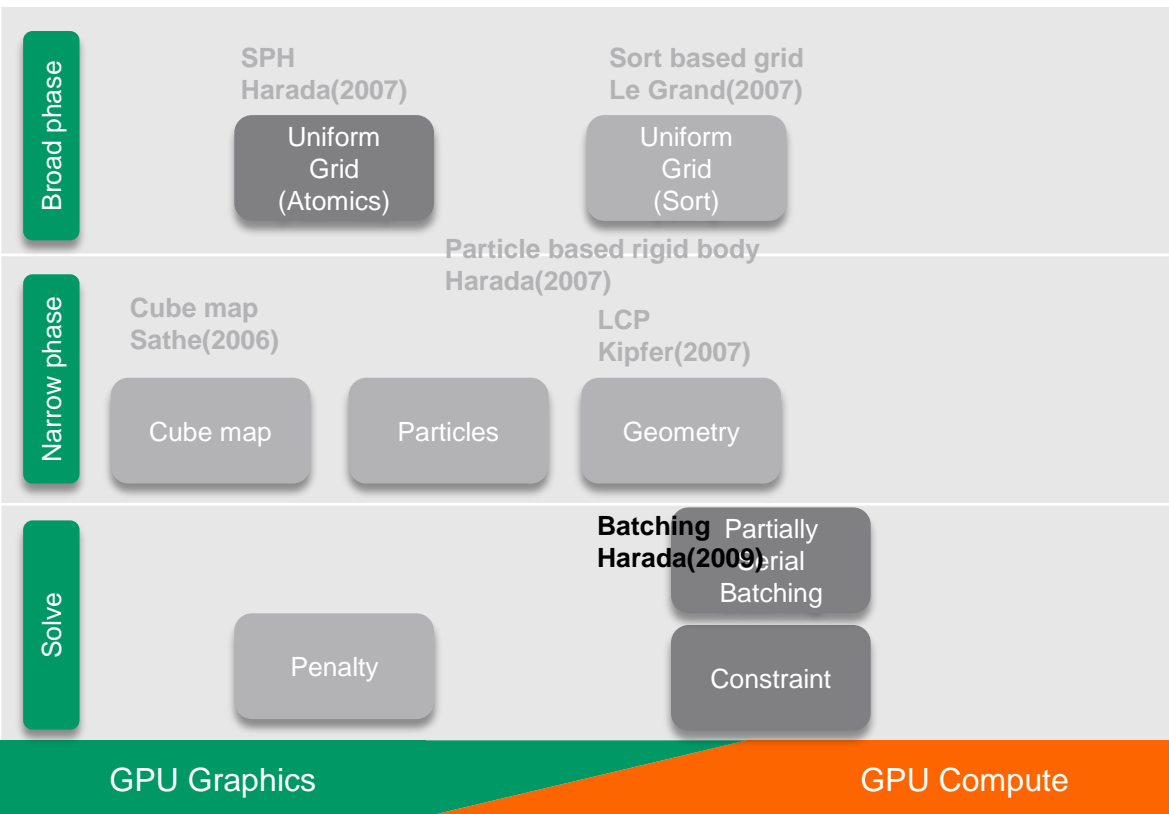 Broad phase
SPH
Harada(2007)
Sort based grid
Le Grand(2007)
Uniform
Grid
(Atomics)
Uniform
Grid
(Sort)
Particle based rigid body
Harada(2007)
Narrow phase
Cube map
Sathe(2006)
LCP
Kipfer(2007)
Cube map
Particles
Geometry
Solve
Batching
Harada(2009)
Partially
Serial
Batching
Penalty
Constraint
GPU Graphics
GPU Compute